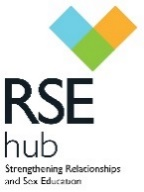 RSE
hub
Strengthening Relationships
and Sex Education